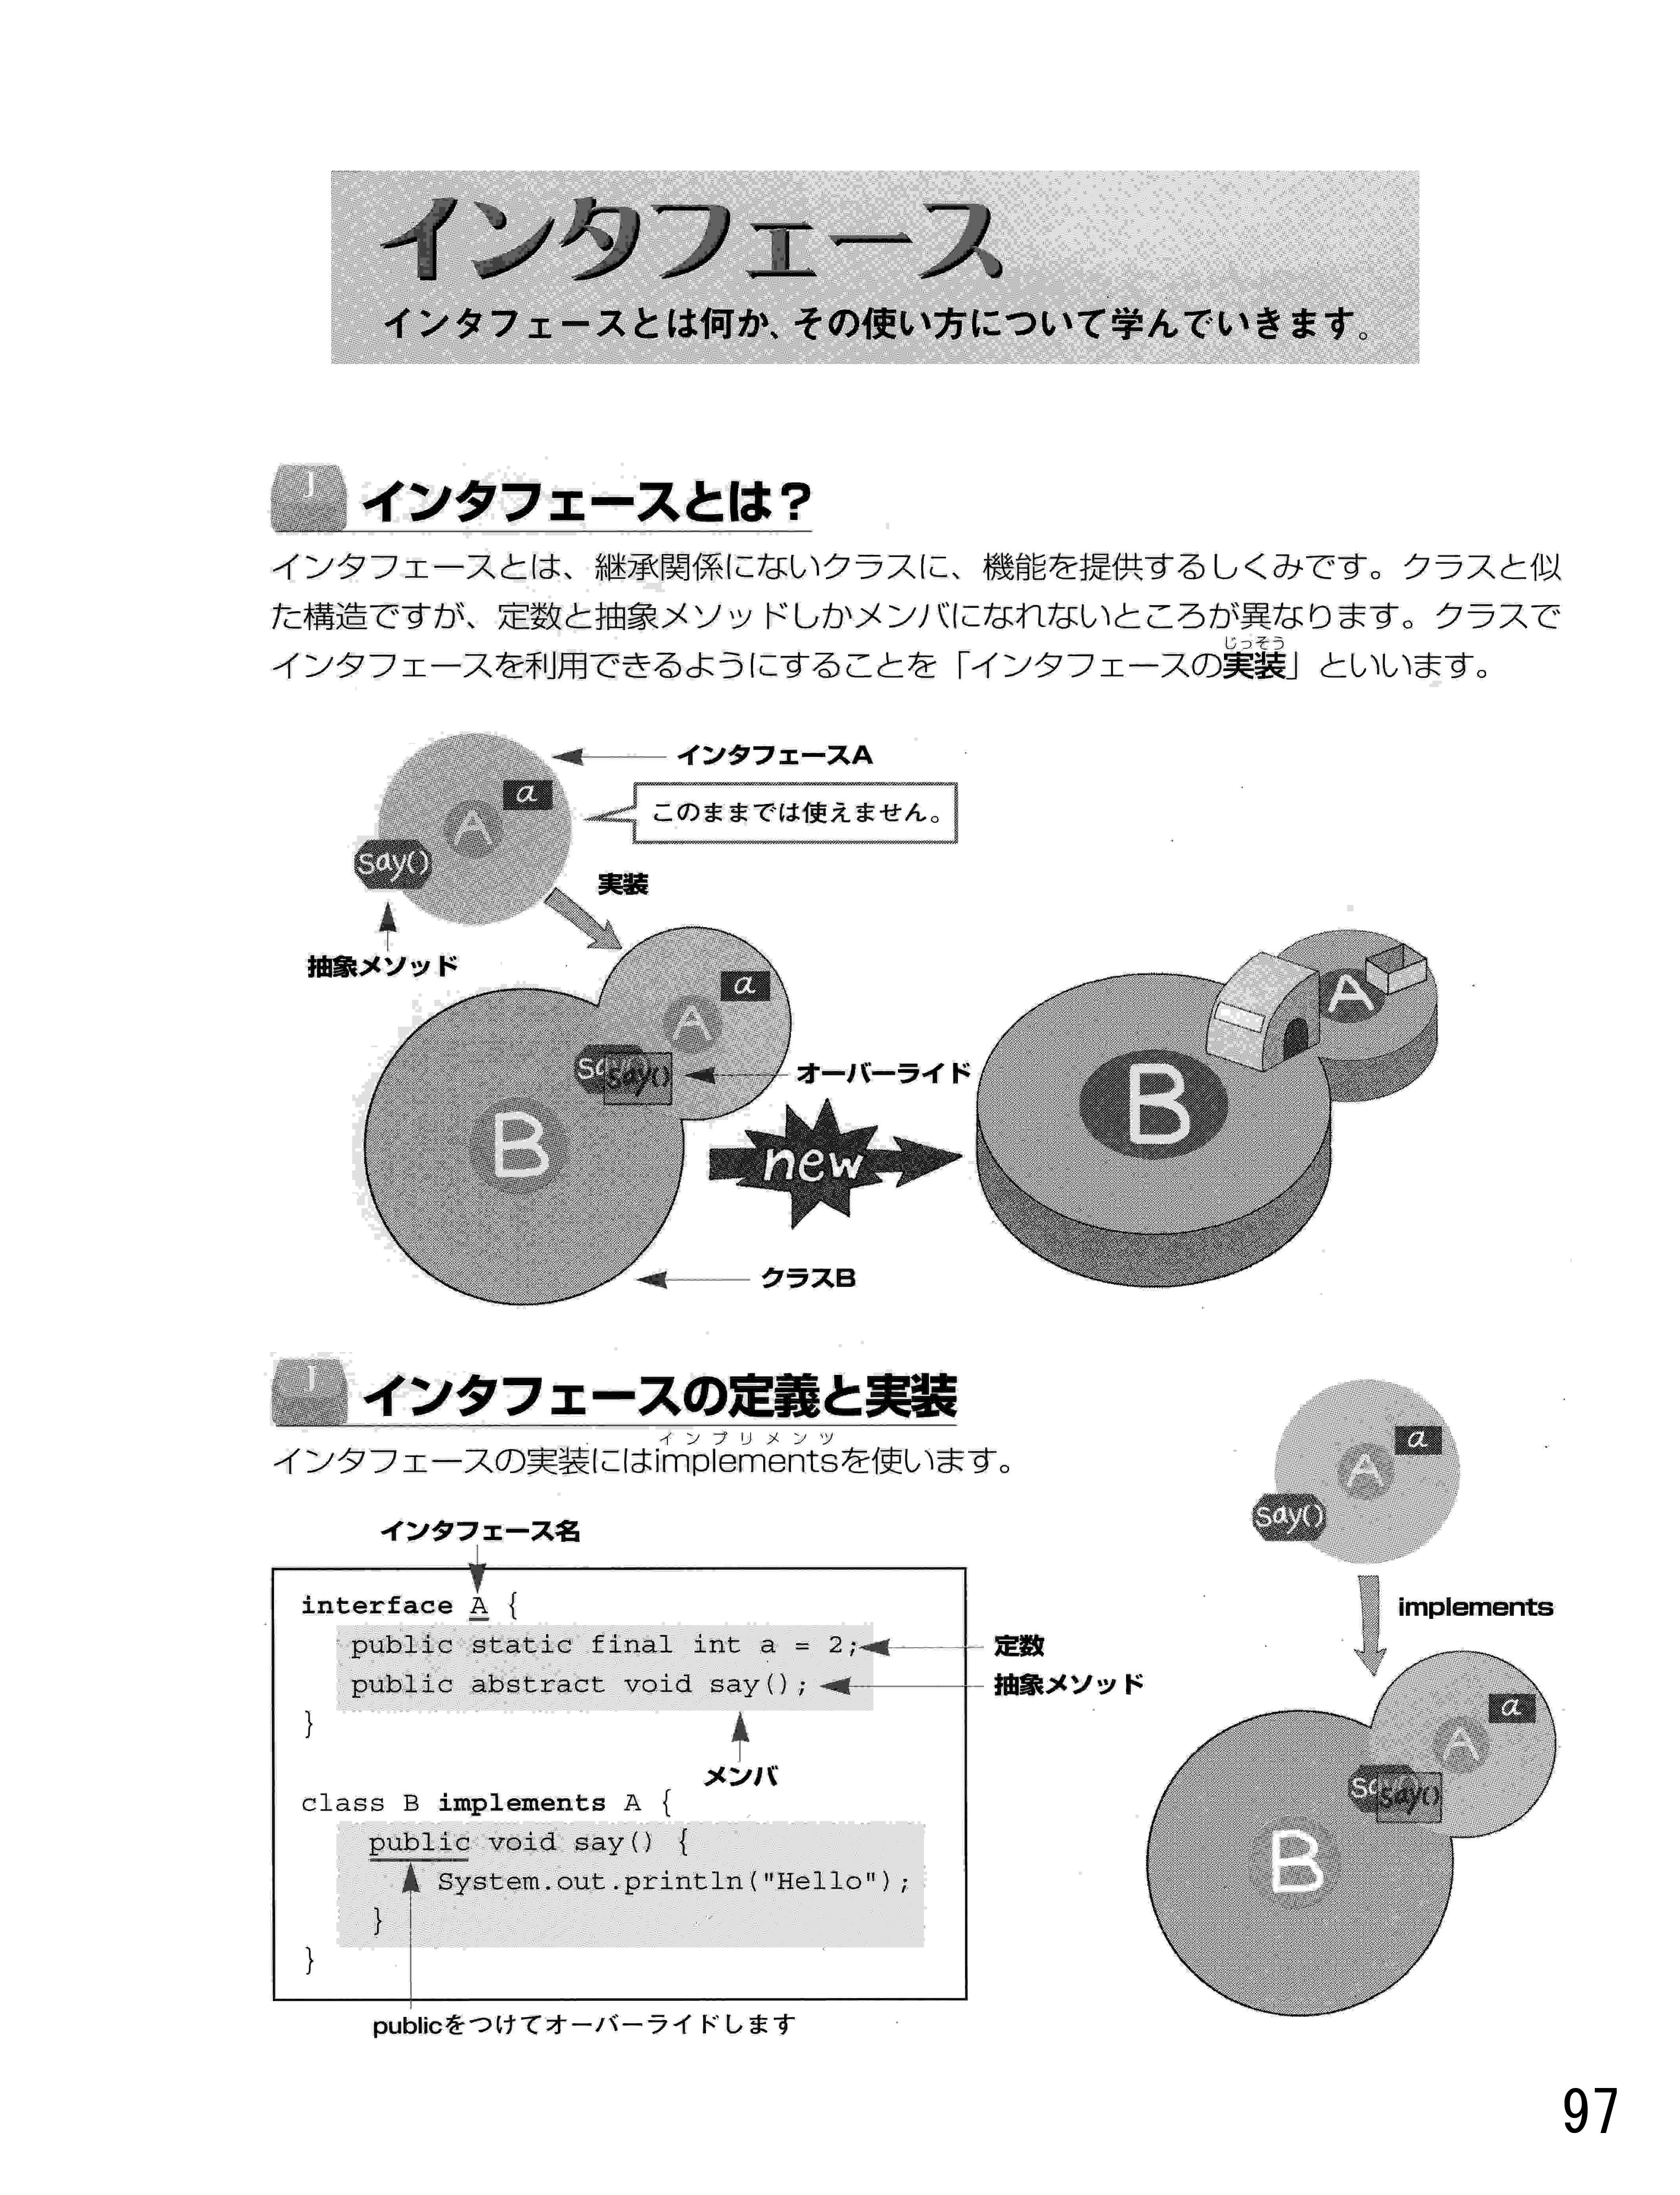 インタフェース
インタフェースとは何か、その使い方について学んでいきます。
J
インタフェースとは？
インタフェースとは、継承関係にないクラスに、機能を提供するしくみです。クラスと似
た構造ですが、定数と抽象メソッドしかメンバになれないところが異なります。クラスで
じっそう
インタフェースを利用できるようにすることを「インタフェースの実装」といいます。
インタフェースA
a
A
このままでは使えません。
say()
実装
抽象メソッド
a
A
A
say()
オーバーライド
B
B
new
クラスB
J
インタフェースの定義と実装
インプリメンツ
インタフェースの実装にはimplementsを使います。
a
A
say()
インタフェース名
interface A {
public static final int a = 2;
定数
public abstract void say();
抽象メソッド
}
メンバ
class B implements A {
public void say() {
System.out.println("Hello");
}
}
publicをつけてオーバーライドします
implements
a
A
say()
B
97